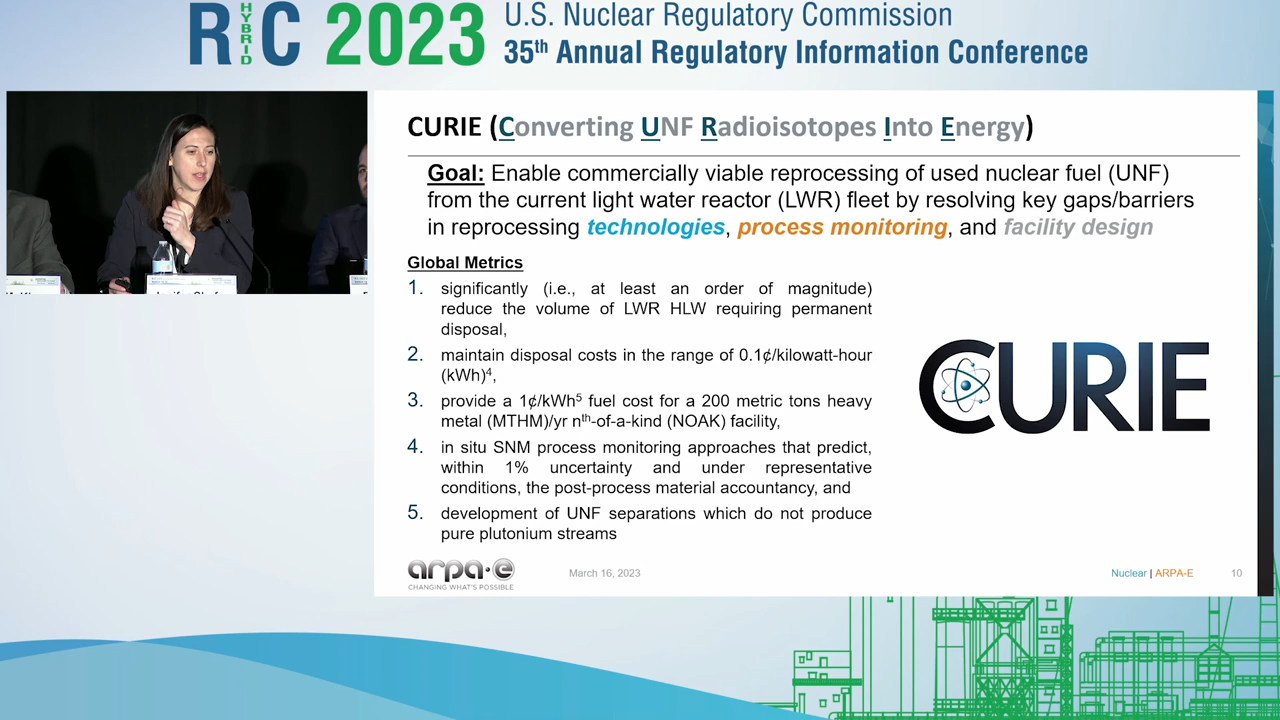 RIC 2023
HYBRID
U.S. Nuclear Regulatory Commission
35th Annual Regulatory Information Conference
CURIE (Converting UNF Radioisotopes Into Energy)
Goal: Enable commercially viable reprocessing of used nuclear fuel (UNF)
from the current light water reactor (LWR) fleet by resolving key gaps/barriers
in reprocessing technologies, process monitoring, and facility design
Global Metrics
1. significantly (i.e., at least an order of magnitude)
reduce the volume of LWR HLW requiring permanent
disposal,
2. maintain disposal costs in the range of 0.1¢/kilowatt-hour
(kWh)⁴,
3. provide a 1¢/kWh⁵ fuel cost for a 200 metric tons heavy
metal (MTHM)/yr nth-of-a-kind (NOAK) facility,
4. in situ SNM process monitoring approaches that predict,
within 1% uncertainty and under representative
conditions, the post-process material accountancy, and
5. development of UNF separations which do not produce
pure plutonium streams
CURIE
arpa·e
CHANGING WHAT'S POSSIBLE
March 16, 2023
Nuclear | ARPA-E
10